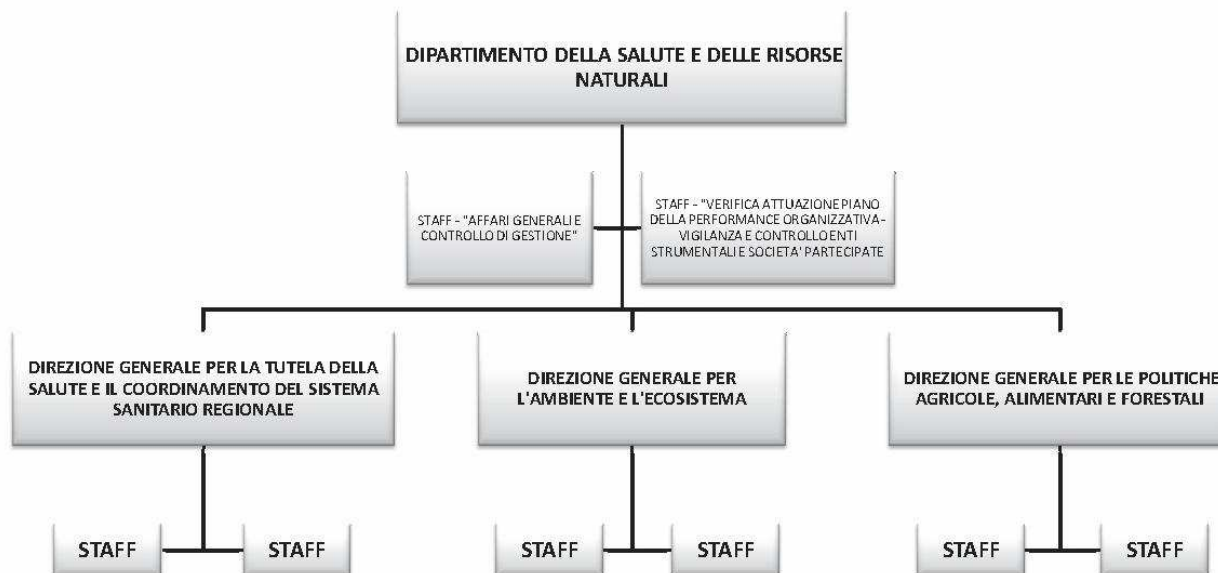 DIPARTIMENTO DELLA SALUTE E DELLE RISORSE
NATURALI
STAFF - "AFFARI GENERALI E
CONTROLLO DI GESTIONE"
STAFF - "VERIFICA ATTUAZIONE PIANO
DELLA PERFORMANCE ORGANIZZATIVA-
VIGILANZA E CONTROLLO ENTI
STRUMENTALI E SOCIETA' PARTECIPATE
DIREZIONE GENERALE PER LA TUTELA DELLA
SALUTE E IL COORDINAMENTO DEL SISTEMA
SANITARIO REGIONALE
DIREZIONE GENERALE PER
L'AMBIENTE E L'ECOSISTEMA
DIREZIONE GENERALE PER LE POLITICHE
AGRICOLE, ALIMENTARI E FORESTALI
STAFF
STAFF
STAFF
STAFF
STAFF
STAFF